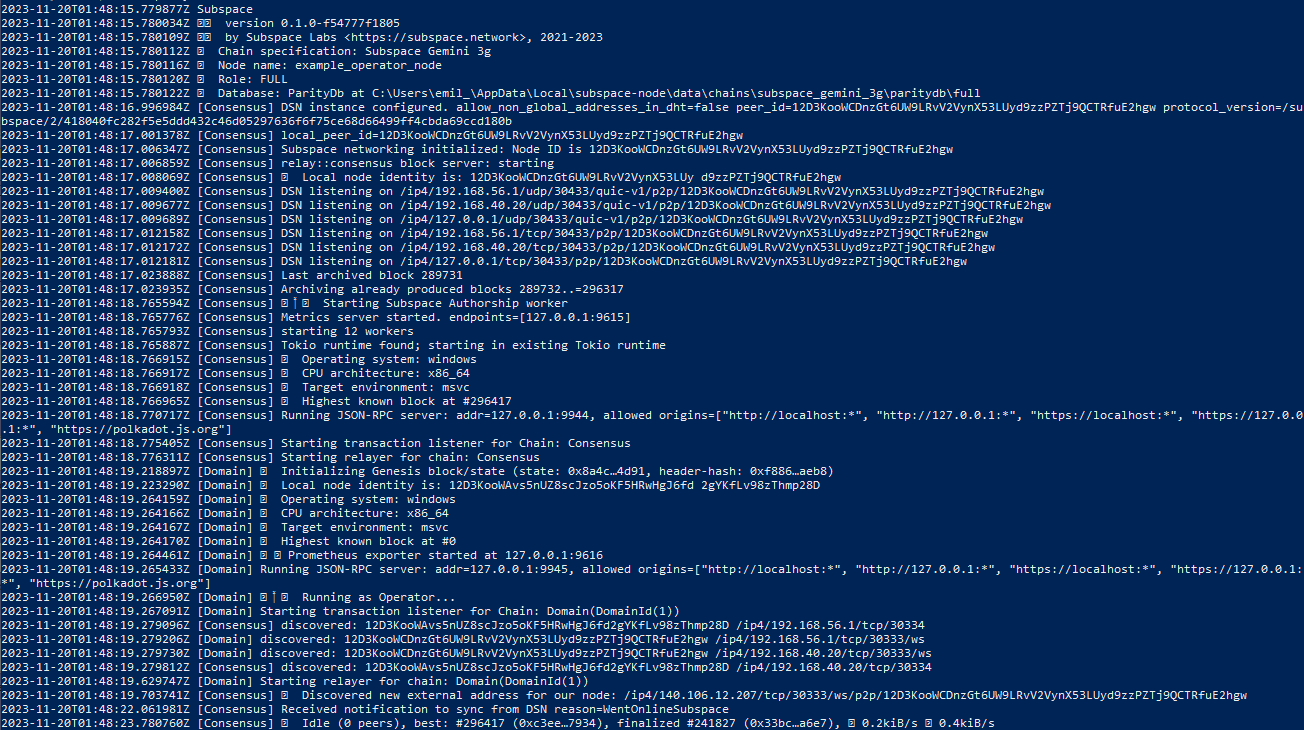 2023-11-20T01:48:15.779877Z Subspace
2023-11-20T01:48:15.780034Z version 0.1.0-f54777f1805
2023-11-20T01:48:15.780109Z by Subspace Labs <https://subspace.network>, 2021-2023
2023-11-20T01:48:15.780112Z Chain specification: Subspace Gemini 3g
2023-11-20T01:48:15.780116Z Node name: example_operator_node
2023-11-20T01:48:15.780120Z Role: FULL
2023-11-20T01:48:15.780122Z Database: ParityDb at C:\Users\emil_\AppData\Local\subspace-node\data\chains\subspace_gemini_3g\paritydb\full
2023-11-20T01:48:16.996984Z [Consensus] DSN instance configured. allow_non_global_addresses_in_dht=false peer_id=12D3KooWCDnzGt6UW9LRvV2VynX53LUyd9zzPZTj9QCTRfuE2hgw protocol_version=/su
bspace/2/418040fc282f5e5ddd432c46d05297636f6f75ce68d66499ff4cbda69ccd180b
2023-11-20T01:48:17.001378Z [Consensus] local_peer_id=12D3KooWCDnzGt6UW9LRvV2VynX53LUyd9zzPZTj9QCTRfuE2hgw
2023-11-20T01:48:17.006347Z [Consensus] Subspace networking initialized: Node ID is 12D3KooWCDnzGt6UW9LRvV2VynX53LUyd9zzPZTj9QCTRfuE2hgw
2023-11-20T01:48:17.006859Z [Consensus] relay::consensus block server: starting
2023-11-20T01:48:17.008069Z [Consensus] Local node identity is: 12D3KooWCDnzGt6UW9LRvV2VynX53LUy d9zzPZTj9QCTRfuE2hgw
2023-11-20T01:48:17.009400Z [Consensus] DSN listening on /ip4/192.168.56.1/udp/30433/quic-v1/p2p/12D3KooWCDnzGt6UW9LRvV2VynX53LUyd9zzPZTj9QCTRfuE2hgw
2023-11-20T01:48:17.009677Z [Consensus] DSN listening on /ip4/192.168.40.20/udp/30433/quic-v1/p2p/12D3KooWCDnzGt6UW9LRvV2VynX53LUyd9zzPZTj9QCTRfuE2hgw
2023-11-20T01:48:17.009689Z [Consensus] DSN listening on /ip4/127.0.0.1/udp/30433/quic-v1/p2p/12D3KooWCDnzGt6UW9LRvV2VynX53LUyd9zzPZTj9QCTRfuE2hgw
2023-11-20T01:48:17.012158Z [Consensus] DSN listening on /ip4/192.168.56.1/tcp/30433/p2p/12D3KooWCDnzGt6UW9LRvV2VynX53LUyd9zzPZTj9QCTRfuE2hgw
2023-11-20T01:48:17.012172Z [Consensus] DSN listening on /ip4/192.168.40.20/tcp/30433/p2p/12D3KooWCDnzGt6UW9LRvV2VynX53LUyd9zzPZTj9QCTRfuE2hgw
2023-11-20T01:48:17.012181Z [Consensus] DSN listening on /ip4/127.0.0.1/tcp/30433/p2p/12D3KooWCDnzGt6UW9LRvV2VynX53LUyd9zzPZTj9QCTRfuE2hgw
2023-11-20T01:48:17.023888Z [Consensus] Last archived block 289731
2023-11-20T01:48:17.023935Z [Consensus] Archiving already produced blocks 289732..=296317
2023-11-20T01:48:18.765594Z [Consensus] Starting Subspace Authorship worker
2023-11-20T01:48:18.765776Z [Consensus] Metrics server started. endpoints=[127.0.0.1:9615]
2023-11-20T01:48:18.765793Z [Consensus] starting 12 workers
2023-11-20T01:48:18.765887Z [Consensus] Tokio runtime found; starting in existing Tokio runtime
2023-11-20T01:48:18.766915Z [Consensus] Operating system: windows
2023-11-20T01:48:18.766917Z [Consensus] CPU architecture: x86_64
2023-11-20T01:48:18.766918Z [Consensus] Target environment: msvc
2023-11-20T01:48:18.766965Z [Consensus] Highest known block at #296417
2023-11-20T01:48:18.770717Z [Consensus] Running JSON-RPC server: addr=127.0.0.1:9944, allowed origins=["http://localhost:*", "http://127.0.0.1:*", "https://localhost:*", "https://127.0.0
.1:*", "https://polkadot.js.org"]
2023-11-20T01:48:18.775405Z [Consensus] Starting transaction listener for Chain: Consensus
2023-11-20T01:48:18.776311Z [Consensus] Starting relayer for chain: Consensus
2023-11-20T01:48:19.218897Z [Domain] Initializing Genesis block/state (state: 0x8a4c…4d91, header-hash: 0xf886…aeb8)
2023-11-20T01:48:19.223290Z [Domain] Local node identity is: 12D3KooWAvs5nUZ8scJzo5oKF5HRwHgJ6fd 2gYKfLv98zThmp28D
2023-11-20T01:48:19.264159Z [Domain] Operating system: windows
2023-11-20T01:48:19.264166Z [Domain] CPU architecture: x86_64
2023-11-20T01:48:19.264167Z [Domain] Target environment: msvc
2023-11-20T01:48:19.264170Z [Domain] Highest known block at #0
2023-11-20T01:48:19.264461Z [Domain] Prometheus exporter started at 127.0.0.1:9616
2023-11-20T01:48:19.265433Z [Domain] Running JSON-RPC server: addr=127.0.0.1:9945, allowed origins=["http://localhost:*", "http://127.0.0.1:*", "https://localhost:*", "https://127.0.0.1:
*", "https://polkadot.js.org"]
2023-11-20T01:48:19.266950Z [Domain] Running as Operator...
2023-11-20T01:48:19.267091Z [Domain] Starting transaction listener for Chain: Domain(DomainId(1))
2023-11-20T01:48:19.279096Z [Consensus] discovered: 12D3KooWAvs5nUZ8scJzo5oKF5HRwHgJ6fd2gYKfLv98zThmp28D /ip4/192.168.56.1/tcp/30334
2023-11-20T01:48:19.279206Z [Domain] discovered: 12D3KooWCDnzGt6UW9LRvV2VynX53LUyd9zzPZTj9QCTRfuE2hgw /ip4/192.168.56.1/tcp/30333/ws
2023-11-20T01:48:19.279730Z [Domain] discovered: 12D3KooWCDnzGt6UW9LRvV2VynX53LUyd9zzPZTj9QCTRfuE2hgw /ip4/192.168.40.20/tcp/30333/ws
2023-11-20T01:48:19.279812Z [Consensus] discovered: 12D3KooWAvs5nUZ8scJzo5oKF5HRwHgJ6fd2gYKfLv98zThmp28D /ip4/192.168.40.20/tcp/30334
2023-11-20T01:48:19.629747Z [Domain] Starting relayer for chain: Domain(DomainId(1))
2023-11-20T01:48:19.703741Z [Consensus] Discovered new external address for our node: /ip4/140.106.12.207/tcp/30333/ws/p2p/12D3KooWCDnzGt6UW9LRvV2VynX53LUyd9zzPZTj9QCTRfuE2hgw
2023-11-20T01:48:22.061981Z [Consensus] Received notification to sync from DSN reason=WentOnlineSubspace
2023-11-20T01:48:23.780760Z [Consensus] Idle (0 peers), best: #296417 (0xc3ee…7934), finalized #241827 (0x33bc…a6e7), 0.2kiB/s 0.4kiB/s